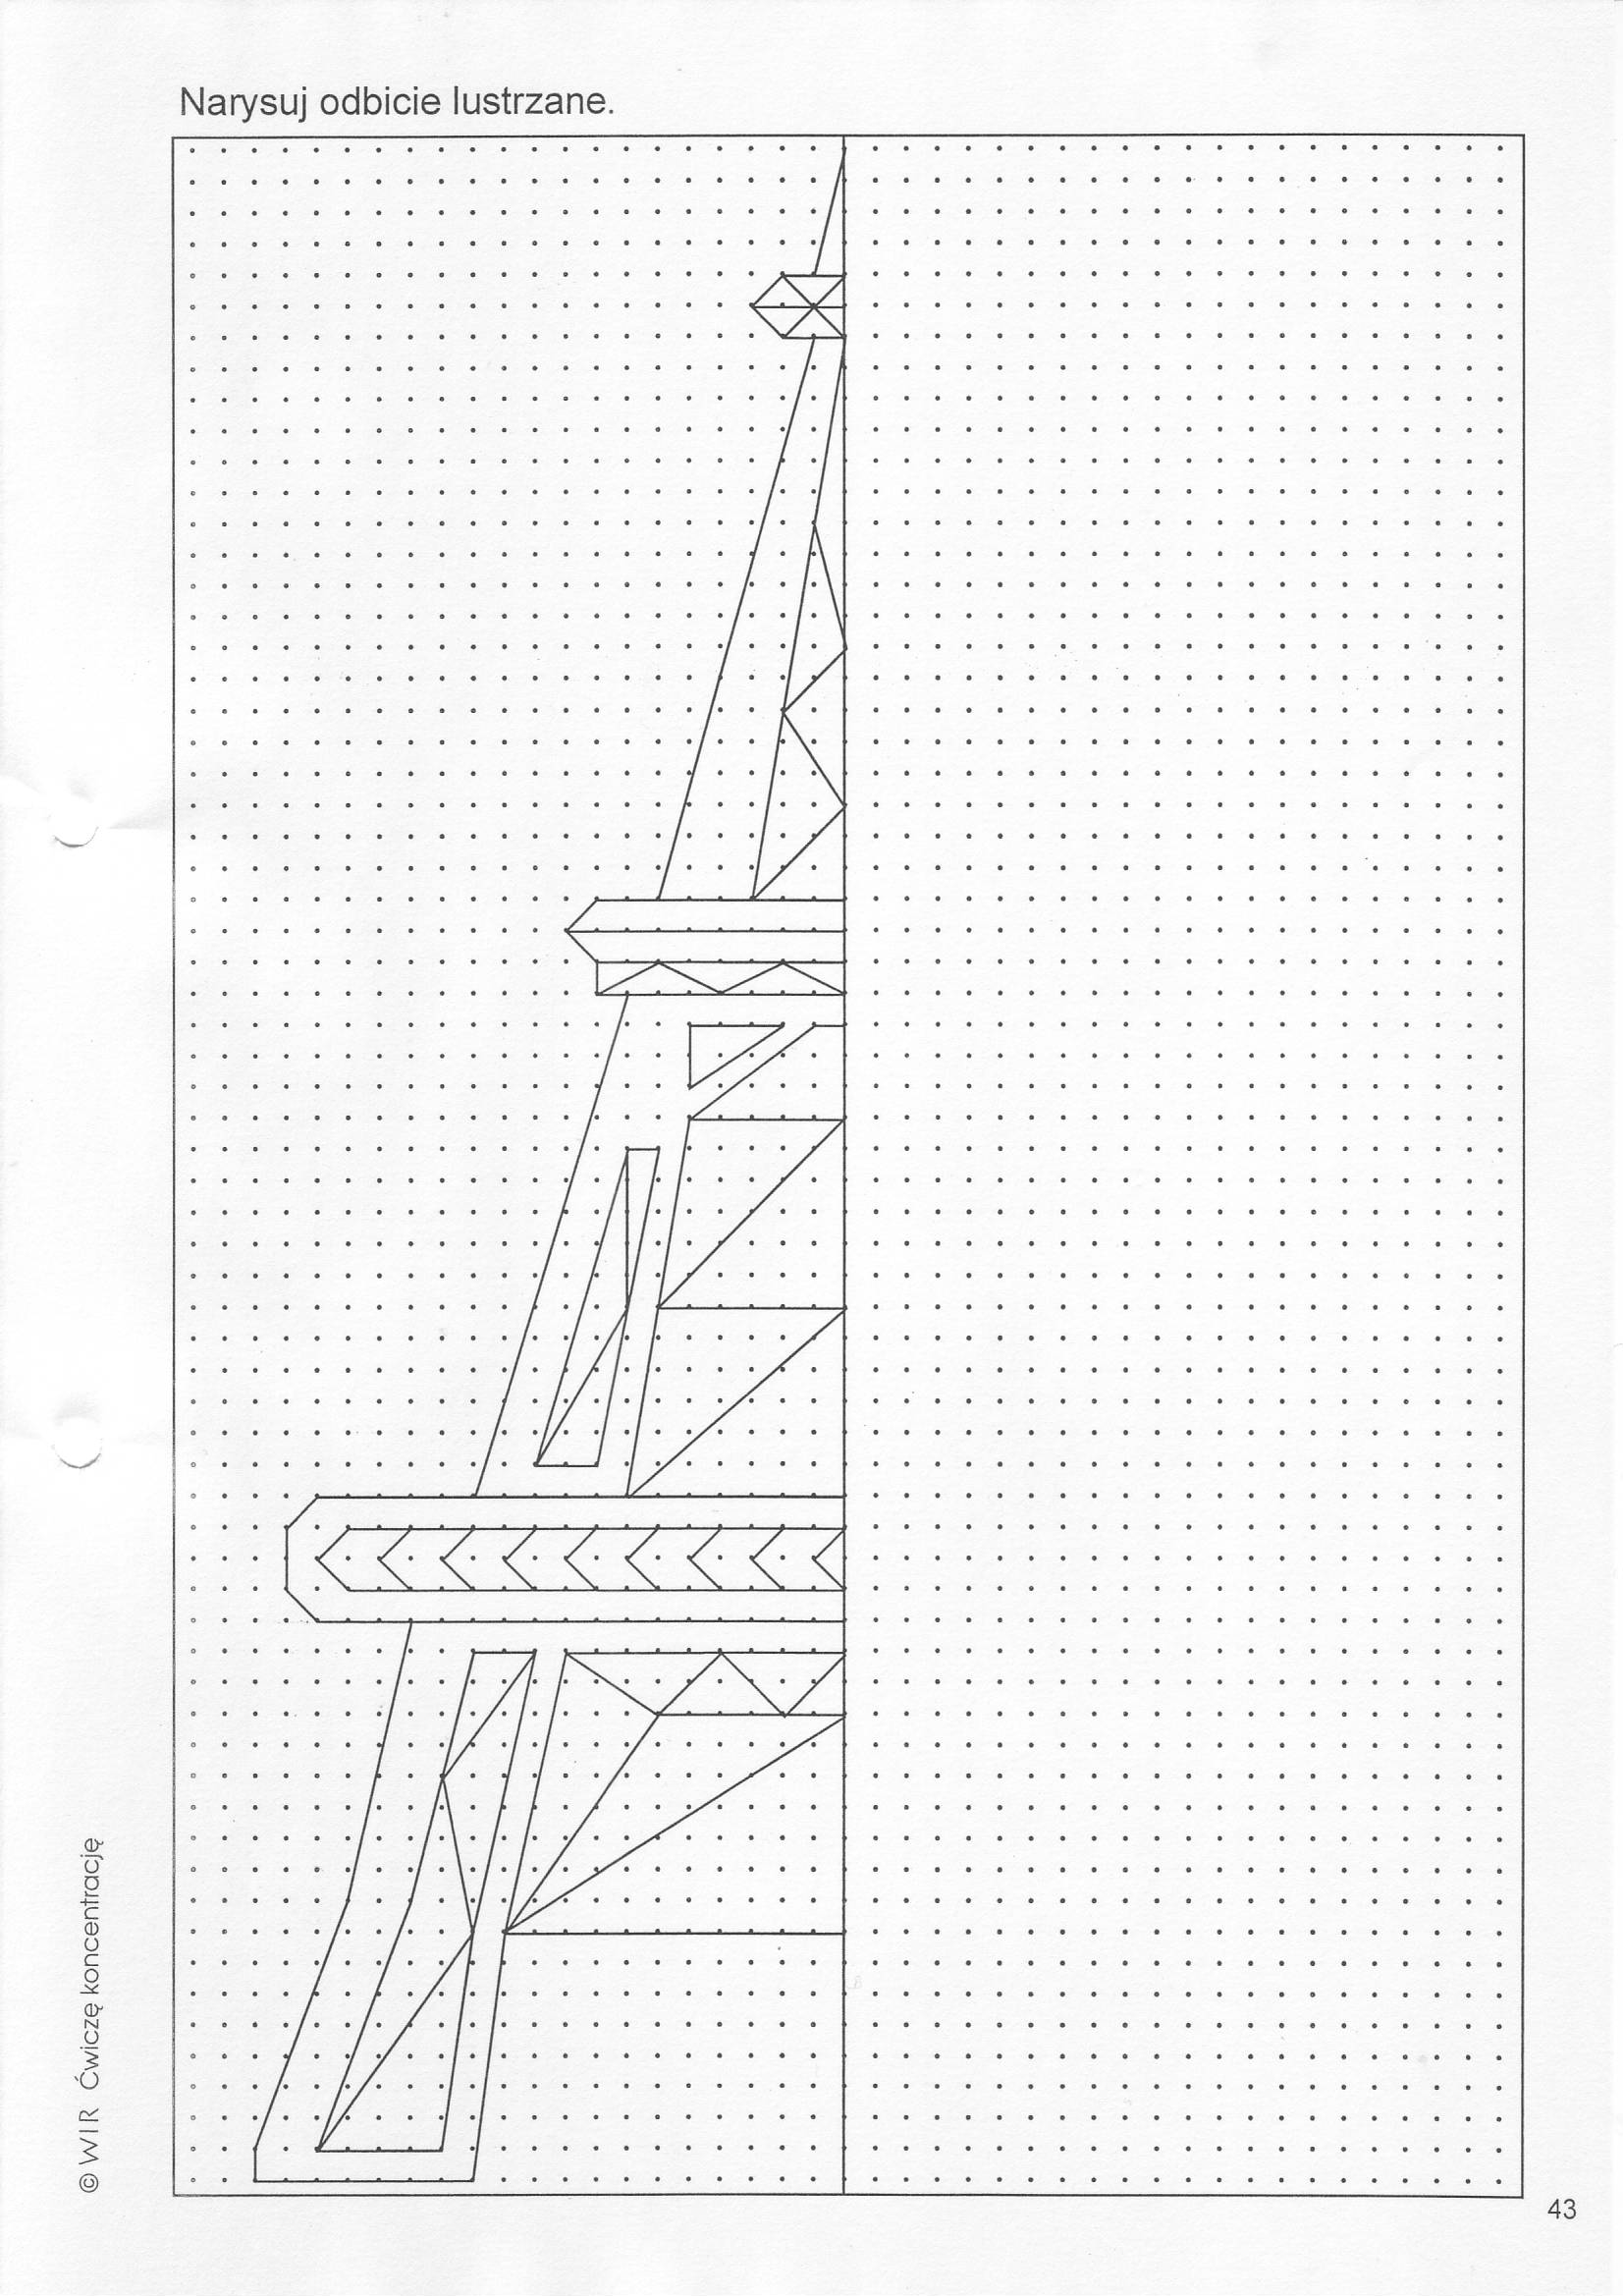 Narysuj odbicie lustrzane.
© WIR Ćwiczę koncentrację
43